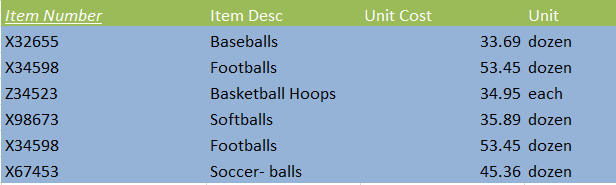 Item Number Item Desc Unit Cost Unit
X32655 Baseballs 33.69 dozen
X34598 Footballs 53.45 dozen
Z34523 Basketball Hoops 34.95 each
X98673 Softballs 35.89 dozen
X34598 Footballs 53.45 dozen
X67453 Soccer- balls 45.36 dozen